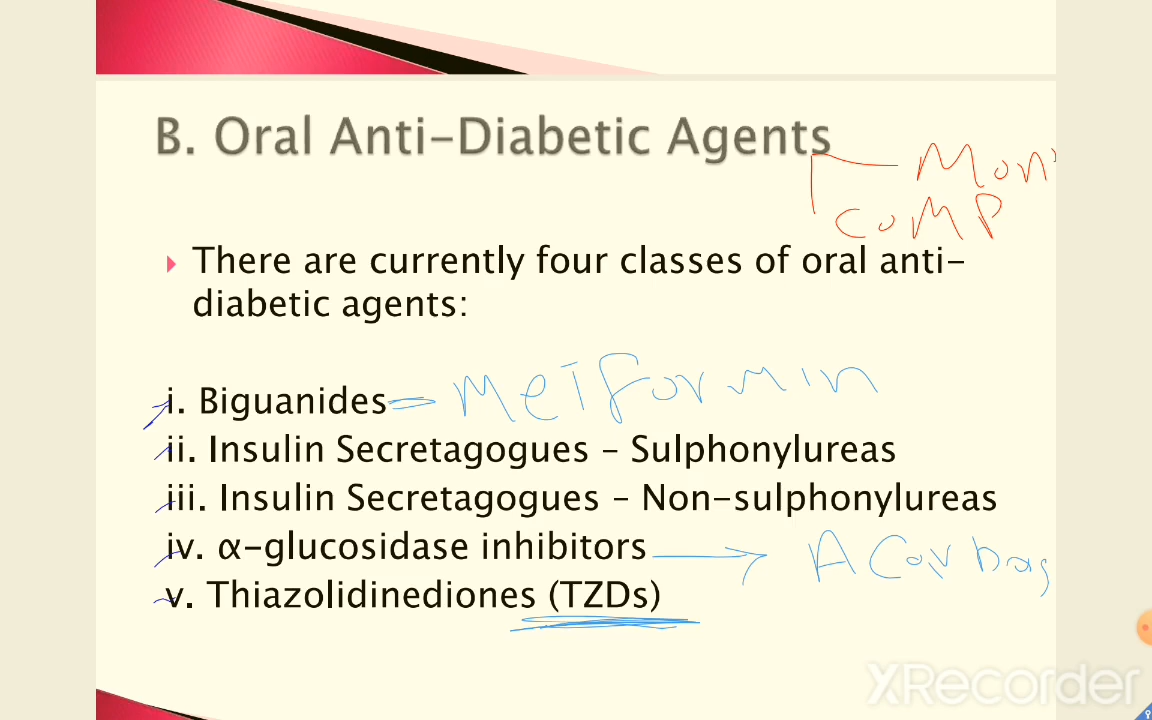 B. Oral Anti-Diabetic Agents
Mon
COMP
There are currently four classes of oral anti-
diabetic agents:
i. Biguanides
Metformin
ii. Insulin Secretagogues – Sulphonylureas
iii. Insulin Secretagogues – Non-sulphonylureas
iv. α-glucosidase inhibitors
v. Thiazolidinediones (TZDs)
XRecorder